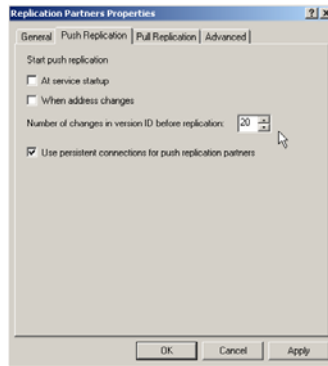 Replication Partners Properties
General Push Replication Pull Replication Advanced
Start push replication
At service startup
When address changes
Number of changes in version ID before replication: 20
Use persistent connections for push replication partners
OK Cancel Apply